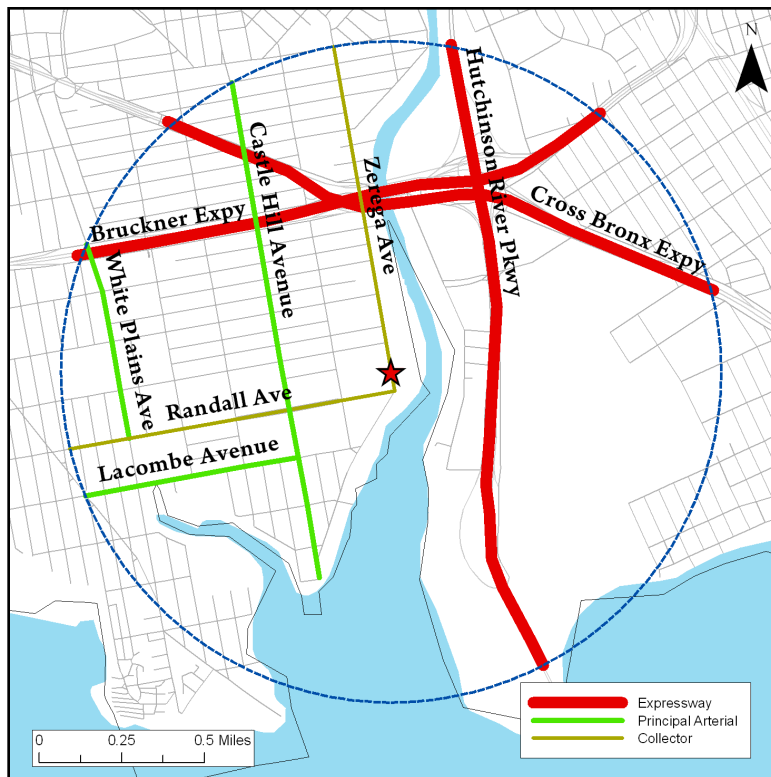 N
Hutchinson River Pkwy
Castle Hill Avenue
Zerega Ave
Cross Bronx Expy
Bruckner Expy
White Plains Ave
Randall Ave
Lacombe Avenue
Expressway
Principal Arterial
Collector
0 0.25 0.5 Miles